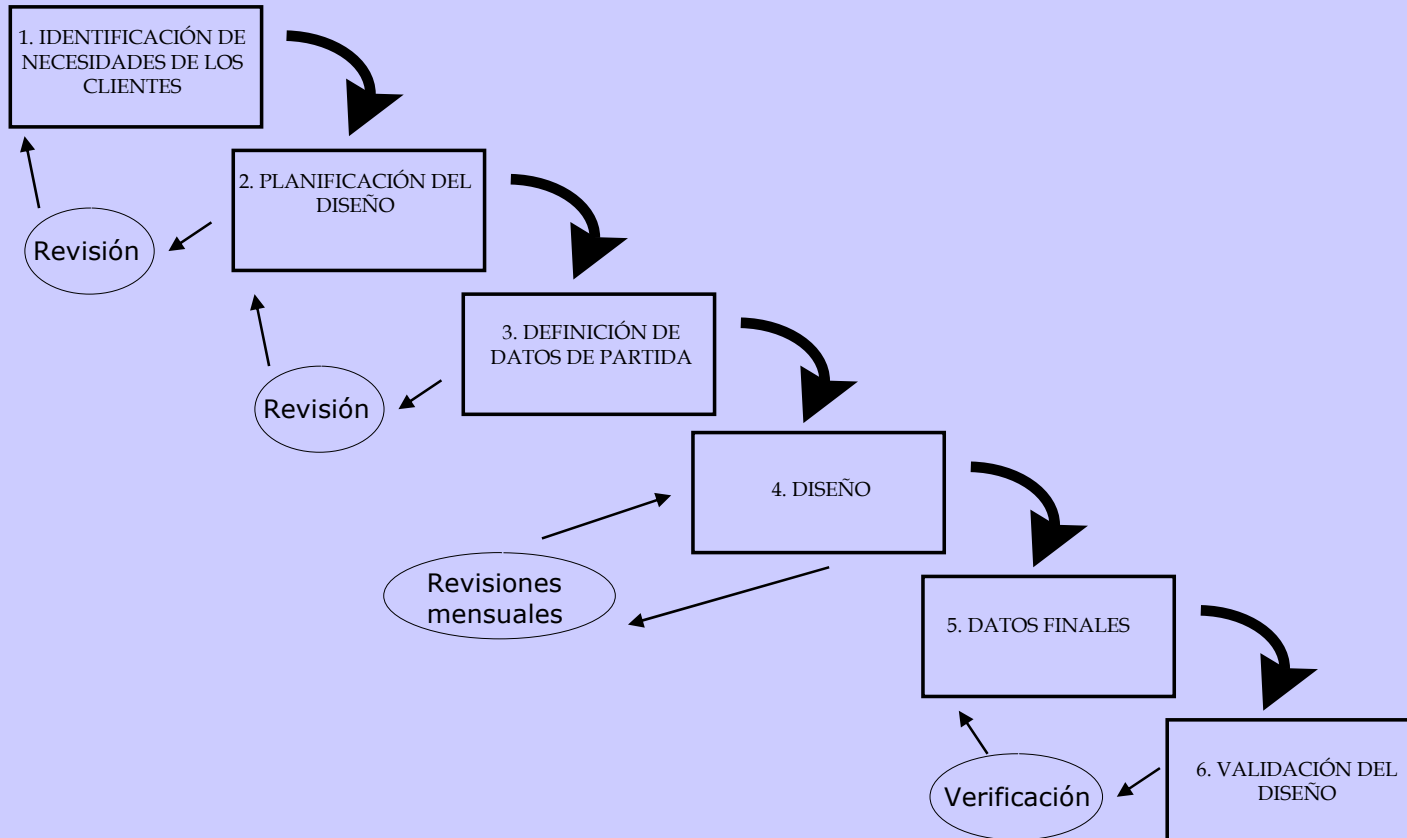 1. IDENTIFICACIÓN DE
NECESIDADES DE LOS
CLIENTES
2. PLANIFICACIÓN DEL
DISEÑO
Revisión
3. DEFINICIÓN DE
DATOS DE PARTIDA
Revisión
4. DISEÑO
Revisiones
mensuales
5. DATOS FINALES
6. VALIDACIÓN DEL
DISEÑO
Verificación